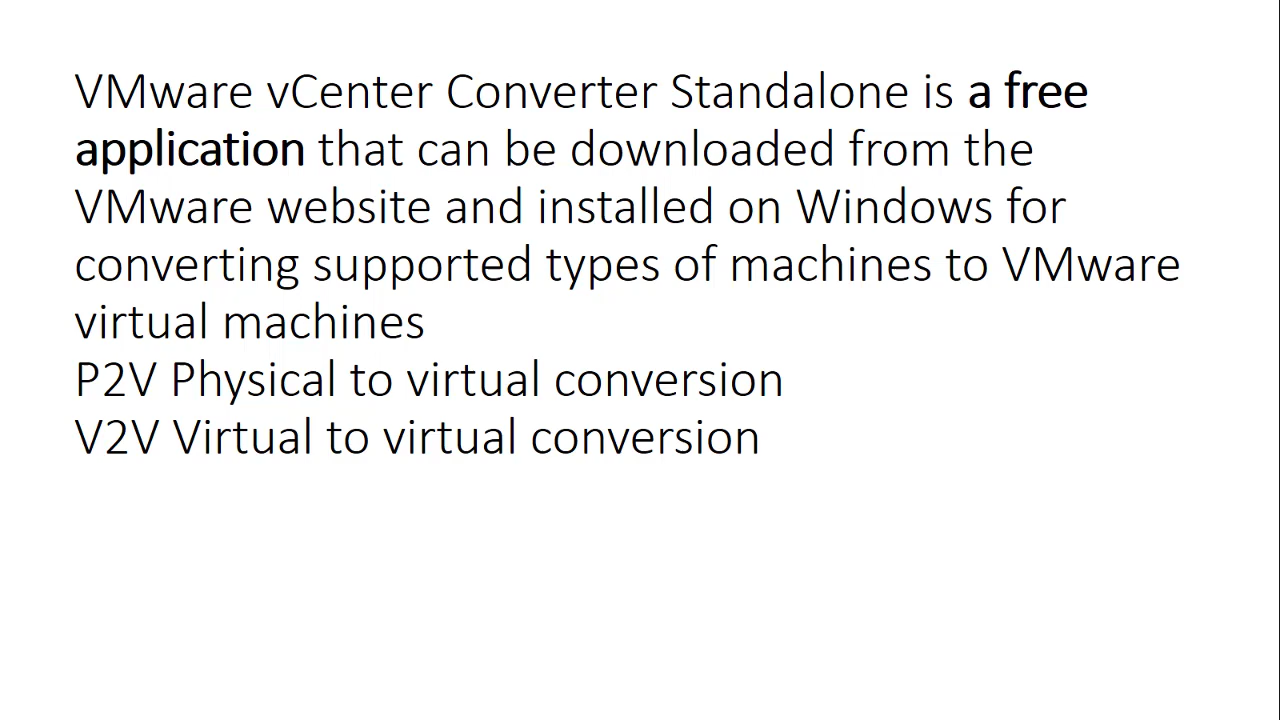 VMware vCenter Converter Standalone is a free
application that can be downloaded from the
VMware website and installed on Windows for
converting supported types of machines to VMware
virtual machines
P2V Physical to virtual conversion
V2V Virtual to virtual conversion